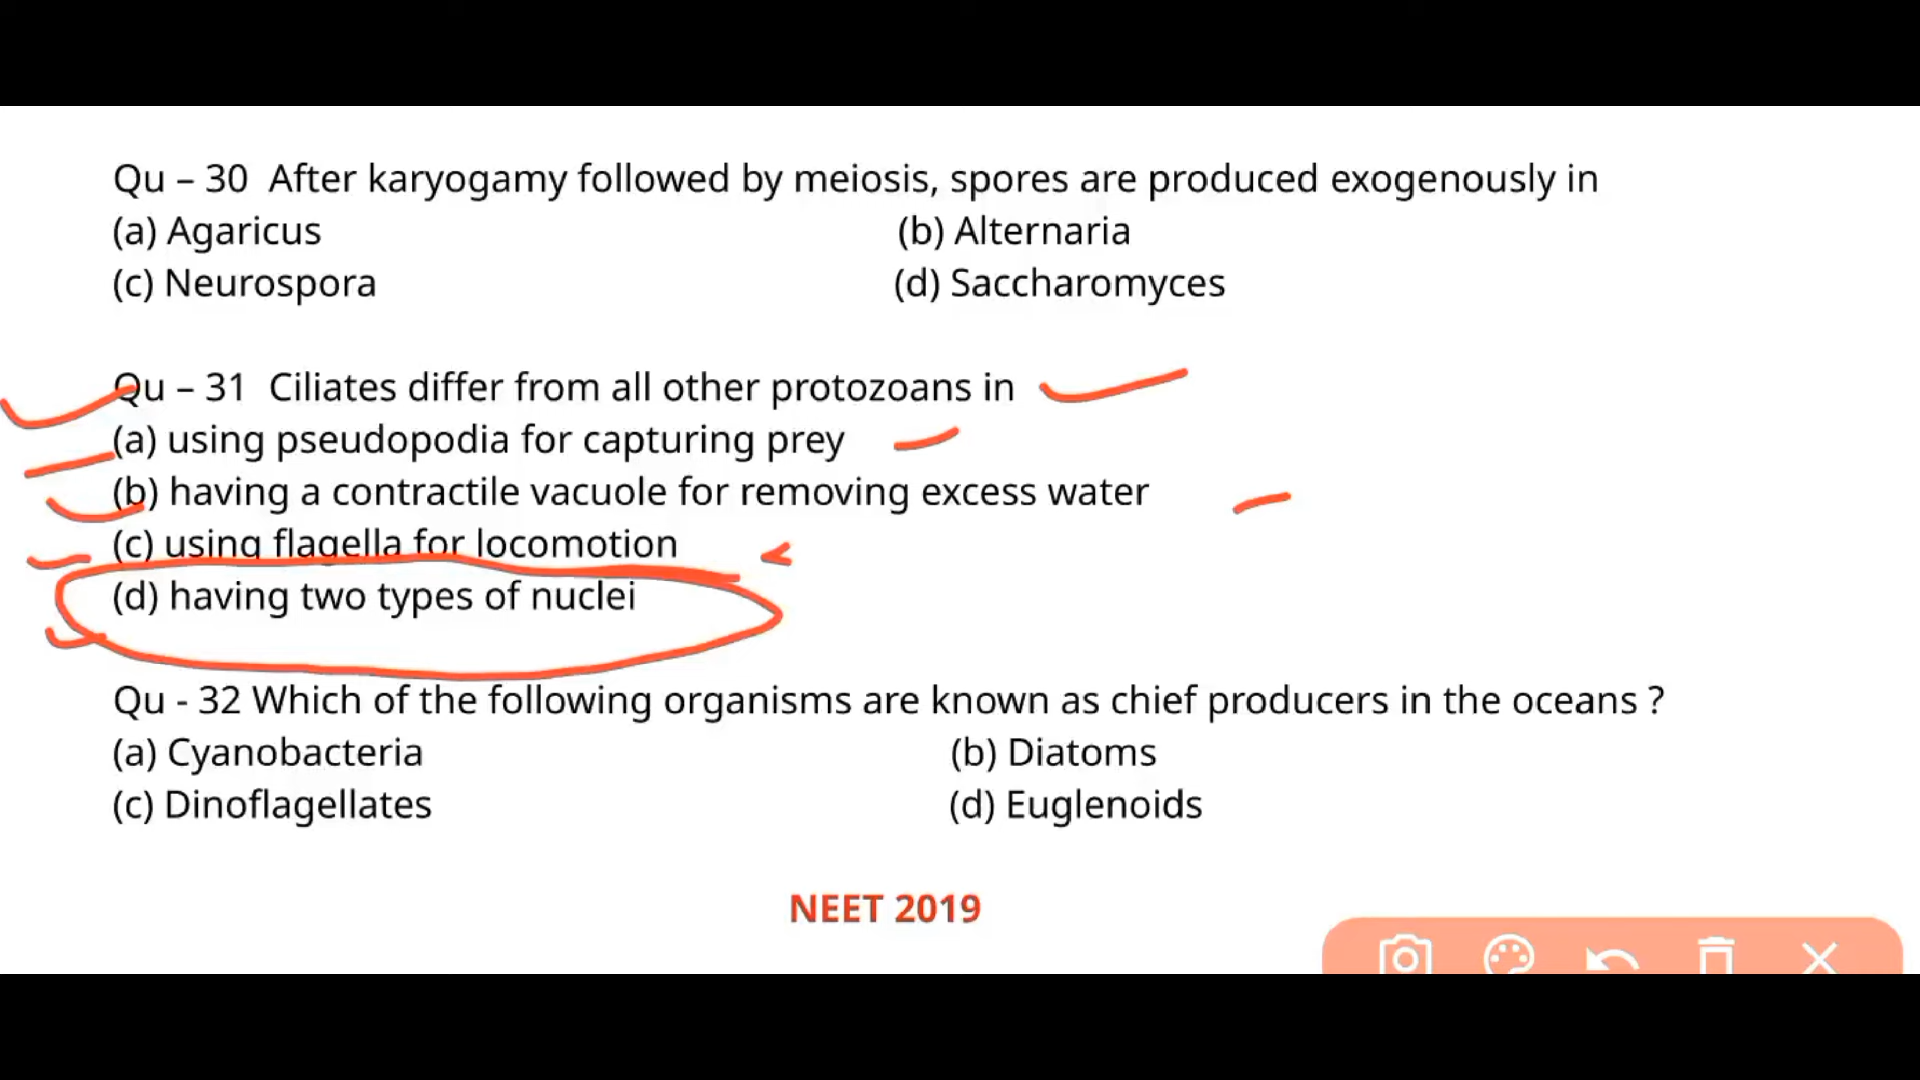 Qu – 30 After karyogamy followed by meiosis, spores are produced exogenously in
(a) Agaricus (b) Alternaria
(c) Neurospora (d) Saccharomyces
Qu – 31 Ciliates differ from all other protozoans in
(a) using pseudopodia for capturing prey
(b) having a contractile vacuole for removing excess water
(c) using flagella for locomotion
(d) having two types of nuclei
Qu - 32 Which of the following organisms are known as chief producers in the oceans ?
(a) Cyanobacteria (b) Diatoms
(c) Dinoflagellates (d) Euglenoids
NEET 2019